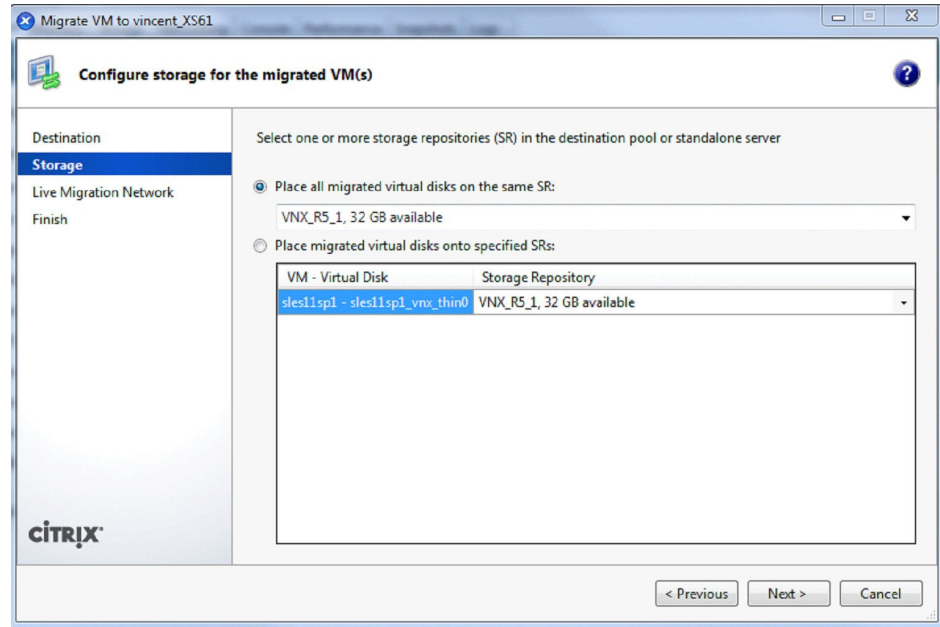 Migrate VM to vincent_XS61
Configure storage for the migrated VM(s)
?
Destination
Storage
Live Migration Network
Finish
CITRIX
Select one or more storage repositories (SR) in the destination pool or standalone server
Place all migrated virtual disks on the same SR:
VNX_R5_1, 32 GB available
Place migrated virtual disks onto specified SRs:
VM - Virtual Disk Storage Repository
sles11sp1 - sles11sp1_vnx_thin0 VNX_R5_1, 32 GB available
< Previous Next > Cancel